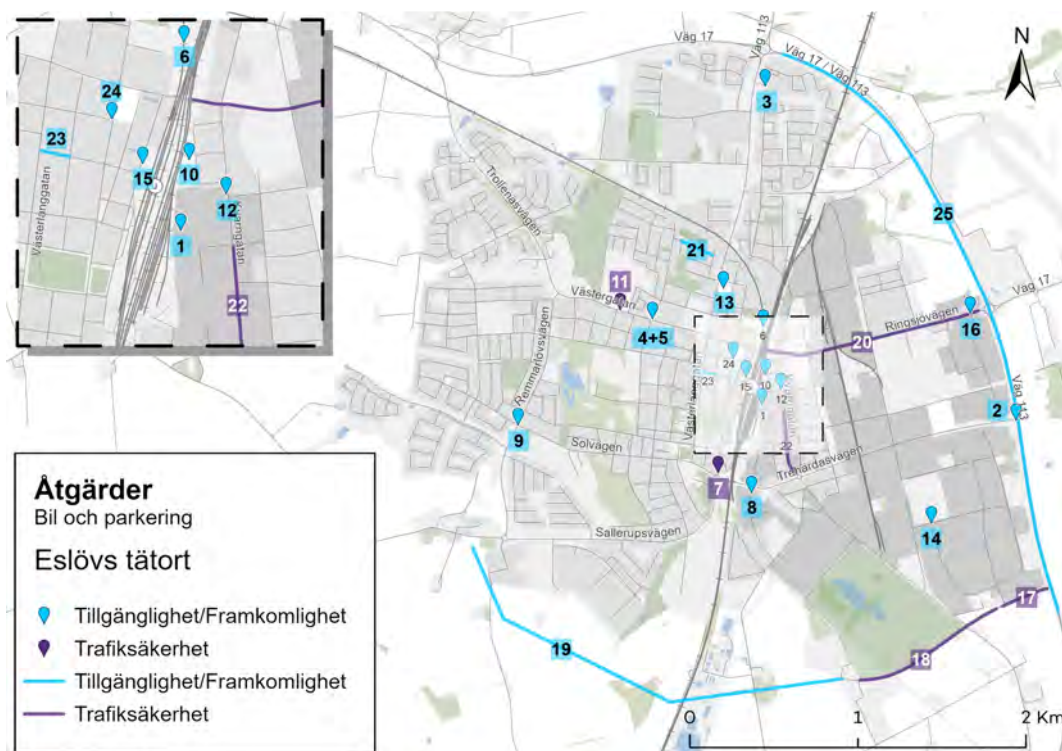 6
24
23
Västerlånggatan
15
10
12
Kvarngatan
1
22
Väg 17
Väg 113
Väg 17 / Väg 113
N
3
25
Trollenäsvägen
21
11
13
Västergatan
4+5
6
Väg 17
Ringsjövägen
16
20
24
23
15
10
12
1
22
Västerlånggatan
Remmarlövsvägen
9
Solvägen
2
Väg 113
Trehäradsvägen
7
8
Sallerupsvägen
14
17
18
19
Åtgärder
Bil och parkering
Eslövs tätort
Tillgänglighet/Framkomlighet
Trafiksäkerhet
Tillgänglighet/Framkomlighet
Trafiksäkerhet
0 1 2 Km